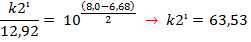 k2¹/12,92 = 10^((8,0−6,68)/2) → k2¹ = 63,53